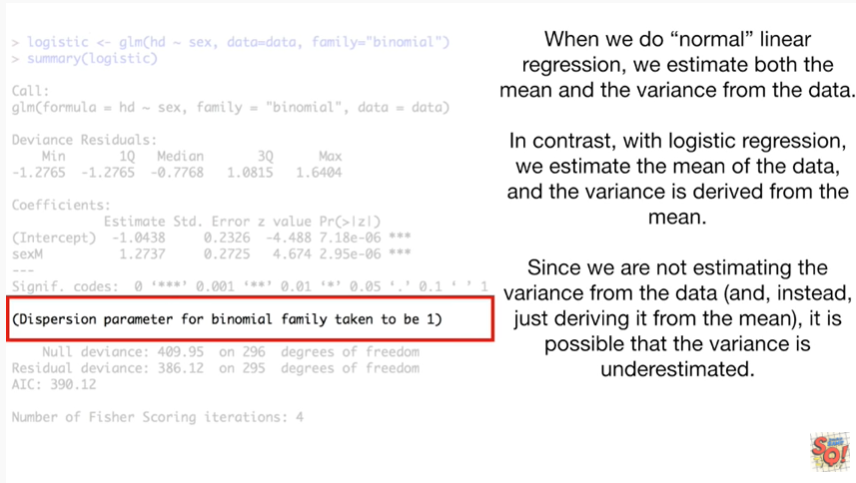 > logistic <- glm(hd ~ sex, data=data, family="binomial")
> summary(logistic)
Call:
glm(formula = hd ~ sex, family = "binomial", data = data)
Deviance Residuals:
Min 1Q Median 3Q Max
-1.2765 -1.2765 -0.7768 1.0815 1.6404
Coefficients:
Estimate Std. Error z value Pr(>|z|)
(Intercept) -1.0438 0.2326 -4.488 7.18e-06 ***
sexM 1.2737 0.2725 4.674 2.95e-06 ***
---
Signif. codes: 0 '***' 0.001 '**' 0.01 '*' 0.05 '.' 0.1 ' ' 1
(Dispersion parameter for binomial family taken to be 1)
Null deviance: 409.95 on 296 degrees of freedom
Residual deviance: 386.12 on 295 degrees of freedom
AIC: 390.12
Number of Fisher Scoring iterations: 4
When we do “normal” linear
regression, we estimate both the
mean and the variance from the data.
In contrast, with logistic regression,
we estimate the mean of the data,
and the variance is derived from the
mean.
Since we are not estimating the
variance from the data (and, instead,
just deriving it from the mean), it is
possible that the variance is
underestimated.
SQ!